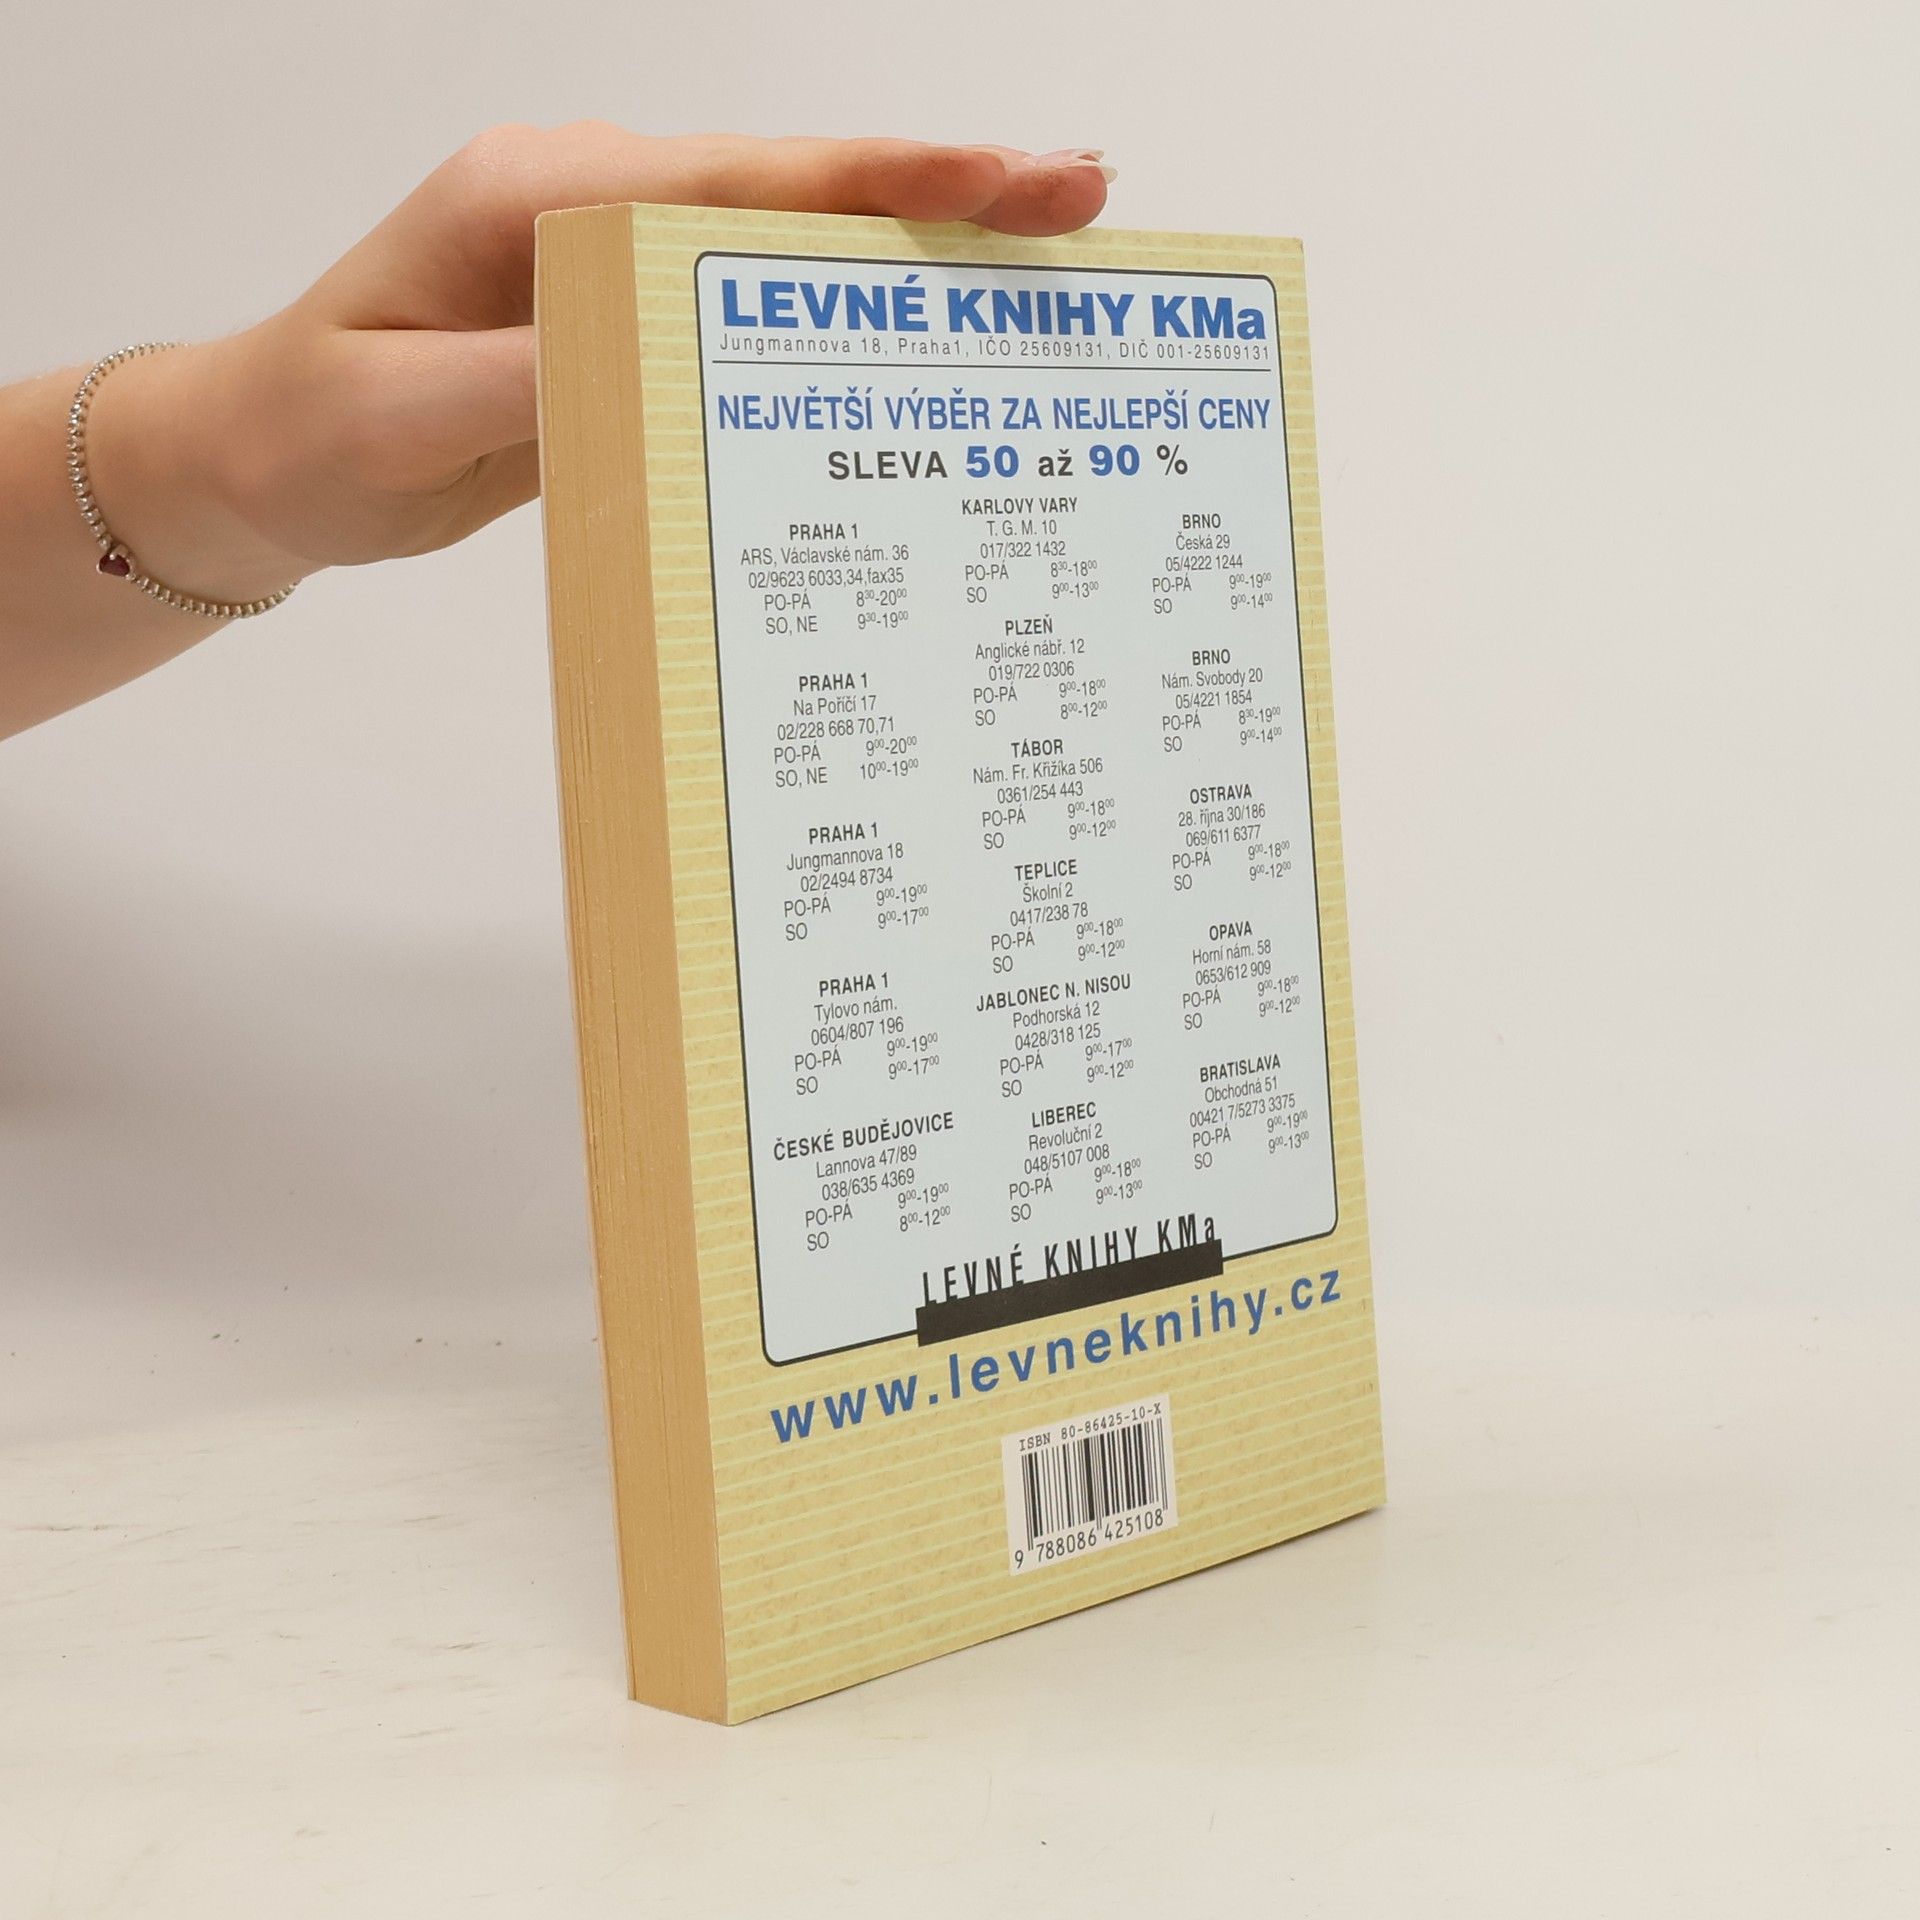 LEVNÉ KNIHY KMa
Jungmannova 18, Praha1, IČO 25609131, DIČ 001-25609131
NEJVĚTŠÍ VÝBĚR ZA NEJLEPŠÍ CENY
SLEVA 50 až 90 %
PRAHA 1
ARS, Václavské nám. 36
02/9623 6033,34,fax35
PO-PÁ 8³⁰-20⁰⁰
SO, NE 9³⁰-19⁰⁰
PRAHA 1
Na Poříčí 17
02/228 668 70,71
PO-PÁ 9⁰⁰-20⁰⁰
SO, NE 10⁰⁰-19⁰⁰
PRAHA 1
Jungmannova 18
02/2494 8734
PO-PÁ 9⁰⁰-19⁰⁰
SO 9⁰⁰-17⁰⁰
PRAHA 1
Tylovo nám.
0604/807 196
PO-PÁ 9⁰⁰-19⁰⁰
SO 9⁰⁰-17⁰⁰
ČESKÉ BUDĚJOVICE
Lannova 47/89
038/635 4369
PO-PÁ 9⁰⁰-19⁰⁰
SO 8⁰⁰-12⁰⁰
KARLOVY VARY
T. G. M. 10
017/322 1432
PO-PÁ 8³⁰-18⁰⁰
SO 9⁰⁰-13⁰⁰
PLZEŇ
Anglické nábř. 12
019/722 0306
PO-PÁ 9⁰⁰-18⁰⁰
SO 8⁰⁰-12⁰⁰
TÁBOR
Nám. Fr. Křižíka 506
0361/254 443
PO-PÁ 9⁰⁰-18⁰⁰
SO 9⁰⁰-12⁰⁰
TEPLICE
Školní 2
0417/238 78
PO-PÁ 9⁰⁰-18⁰⁰
SO 9⁰⁰-12⁰⁰
JABLONEC N. NISOU
Podhorská 12
0428/318 125
PO-PÁ 9⁰⁰-17⁰⁰
SO 9⁰⁰-12⁰⁰
LIBEREC
Revoluční 2
048/5107 008
PO-PÁ 9⁰⁰-18⁰⁰
SO 9⁰⁰-13⁰⁰
BRNO
Česká 29
05/4222 1244
PO-PÁ 9⁰⁰-19⁰⁰
SO 9⁰⁰-14⁰⁰
BRNO
Nám. Svobody 20
05/4221 1854
PO-PÁ 8³⁰-19⁰⁰
SO 9⁰⁰-14⁰⁰
OSTRAVA
28. října 30/186
069/611 6377
PO-PÁ 9⁰⁰-18⁰⁰
SO 9⁰⁰-12⁰⁰
OPAVA
Horní nám. 58
0653/612 909
PO-PÁ 9⁰⁰-18⁰⁰
SO 9⁰⁰-12⁰⁰
BRATISLAVA
Obchodná 51
00421 7/5273 3375
PO-PÁ 9⁰⁰-19⁰⁰
SO 9⁰⁰-13⁰⁰
LEVNÉ KNIHY KMa
www.levneknihy.cz
ISBN 80-86425-10-X
9 788086 425108